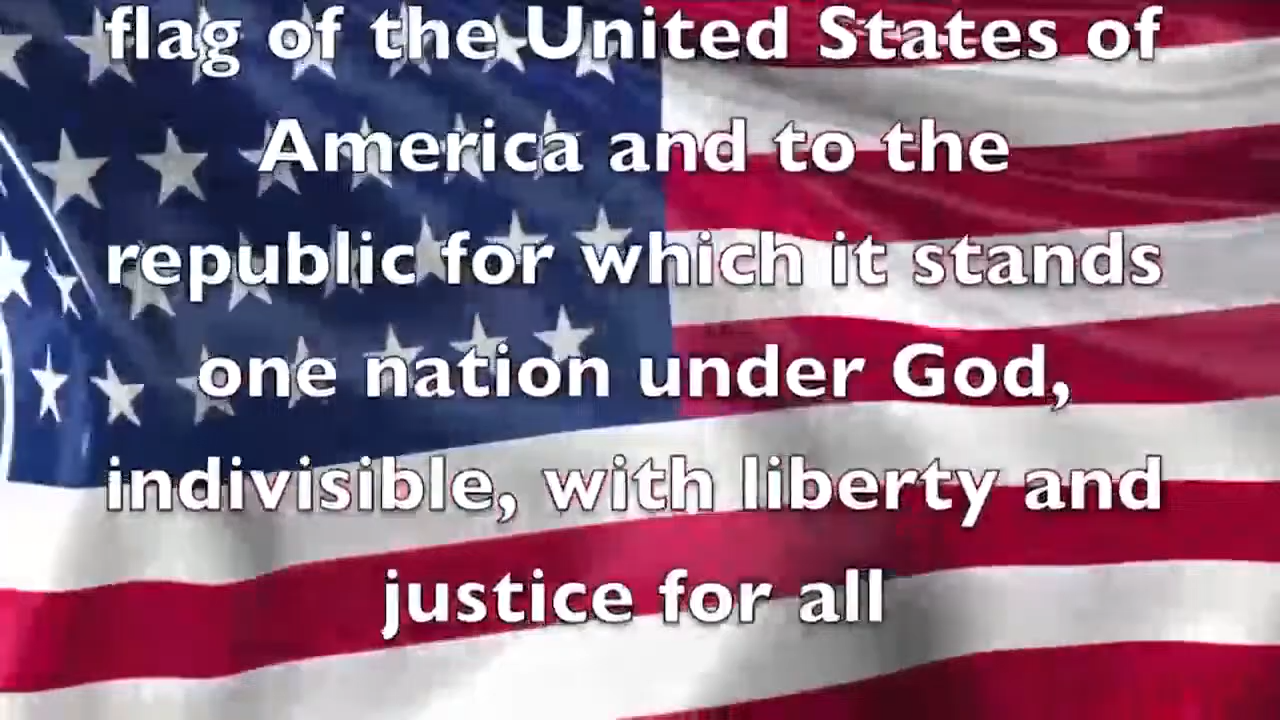 flag of the United States of
America and to the
republic for which it stands
one nation under God,
indivisible, with liberty and
justice for all